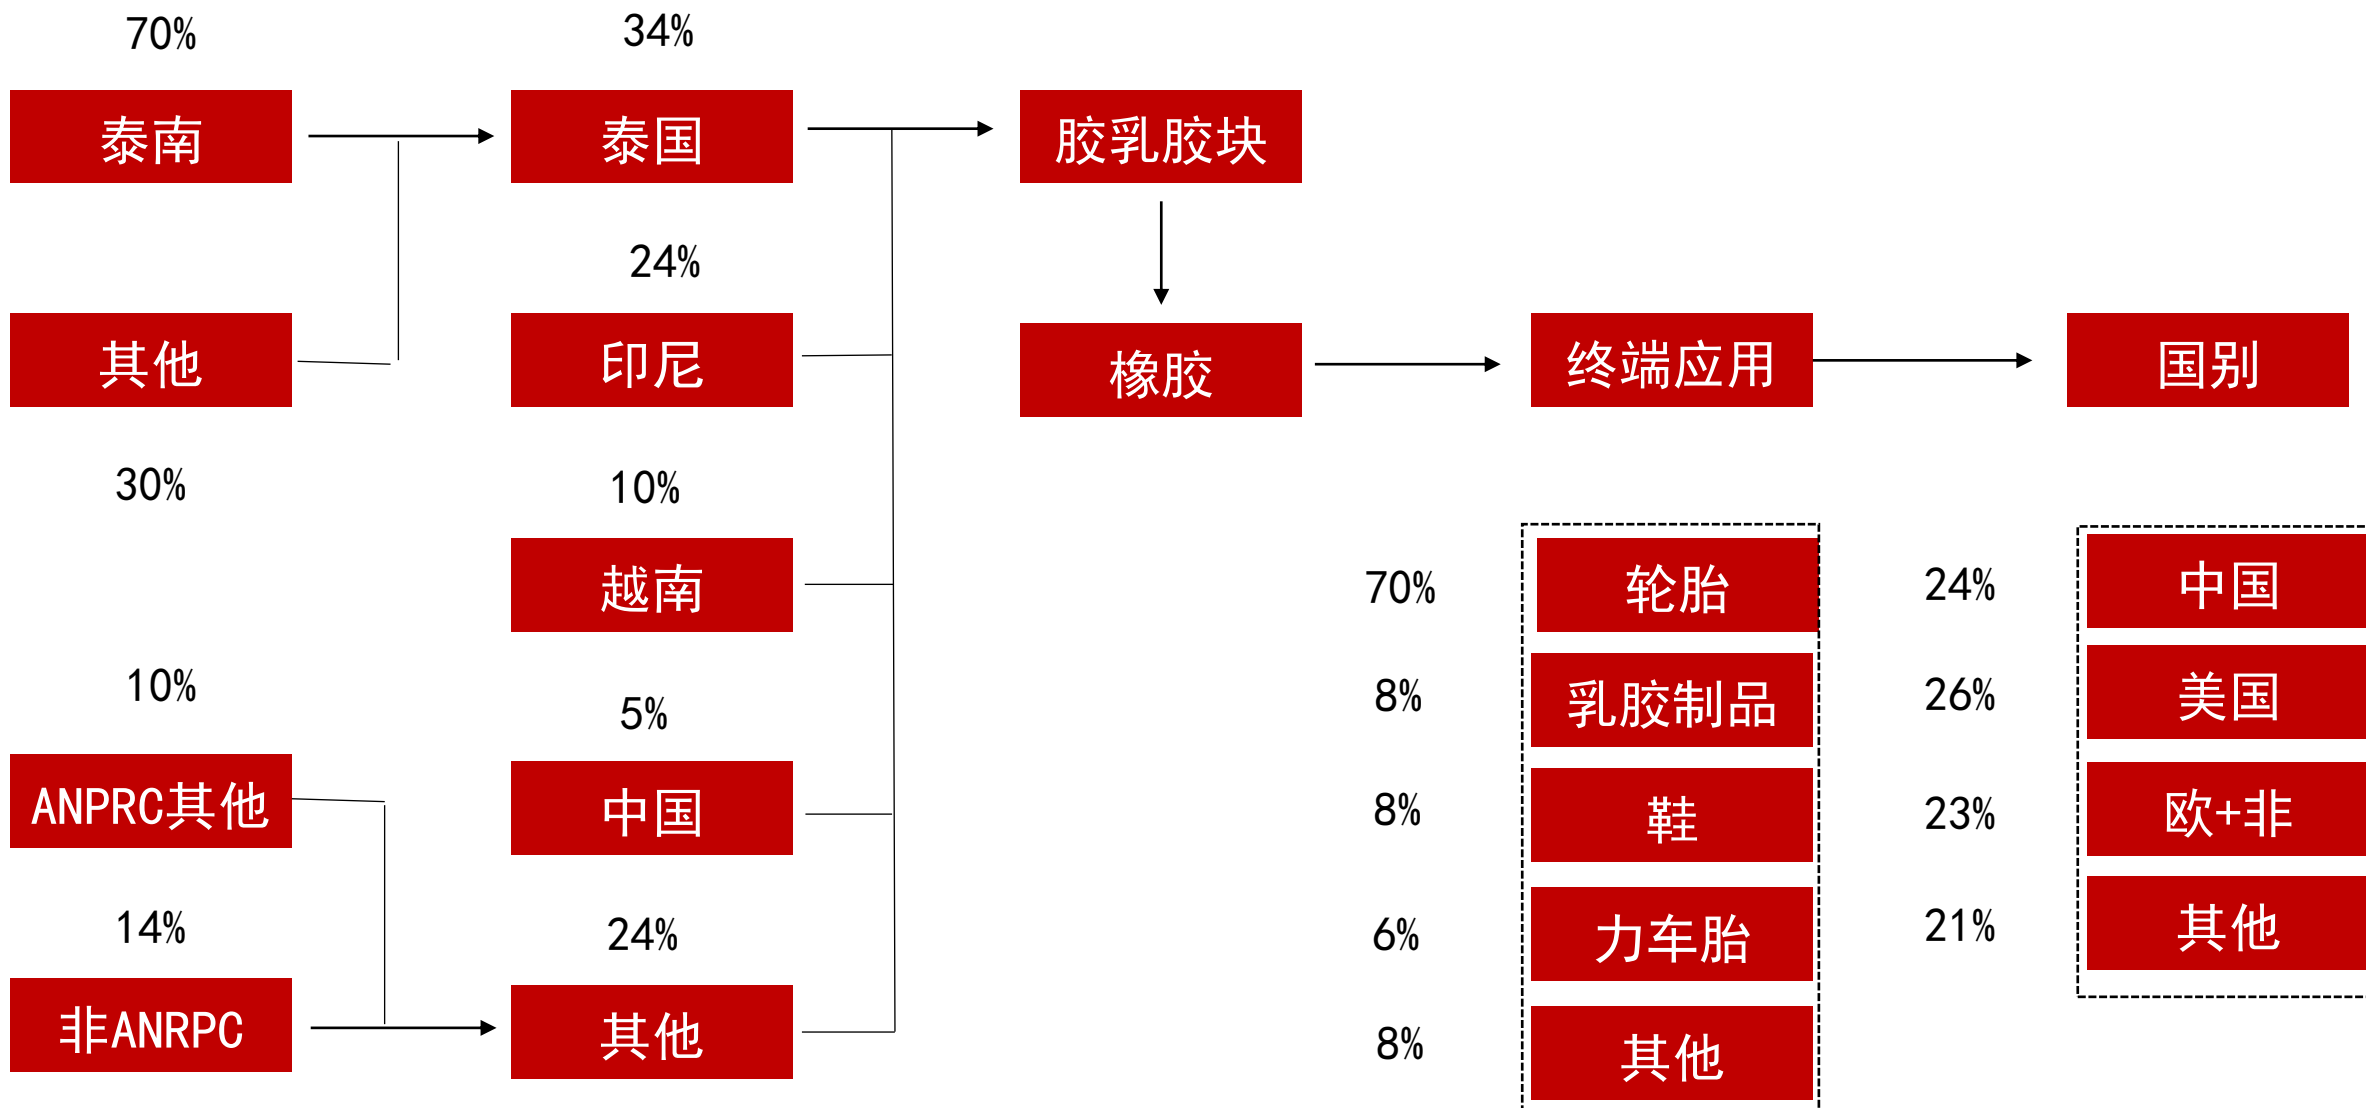 70%
34%
泰南
泰国
胶乳胶块
24%
其他
印尼
橡胶
终端应用
国别
30%
10%
越南
70%
轮胎
24%
中国
10%
5%
8%
乳胶制品
26%
美国
ANPRC其他
中国
8%
鞋
23%
欧+非
14%
24%
6%
力车胎
21%
其他
非ANRPC
其他
8%
其他